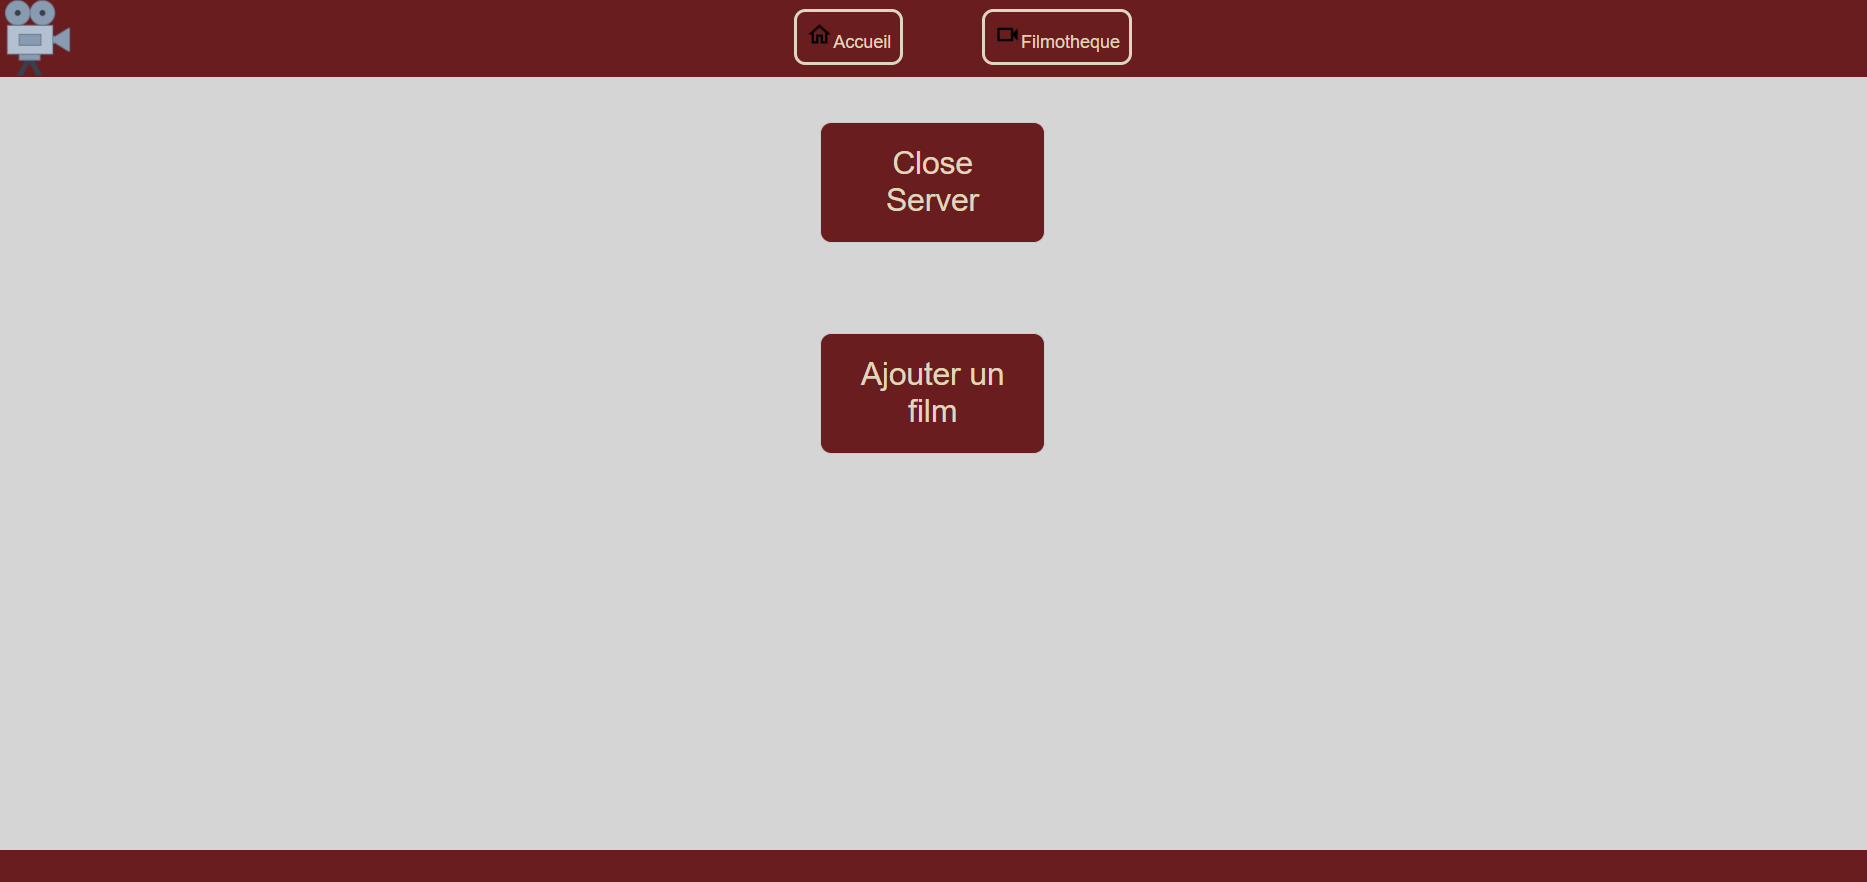 Accueil
Filmotheque
Close
Server
Ajouter un
film